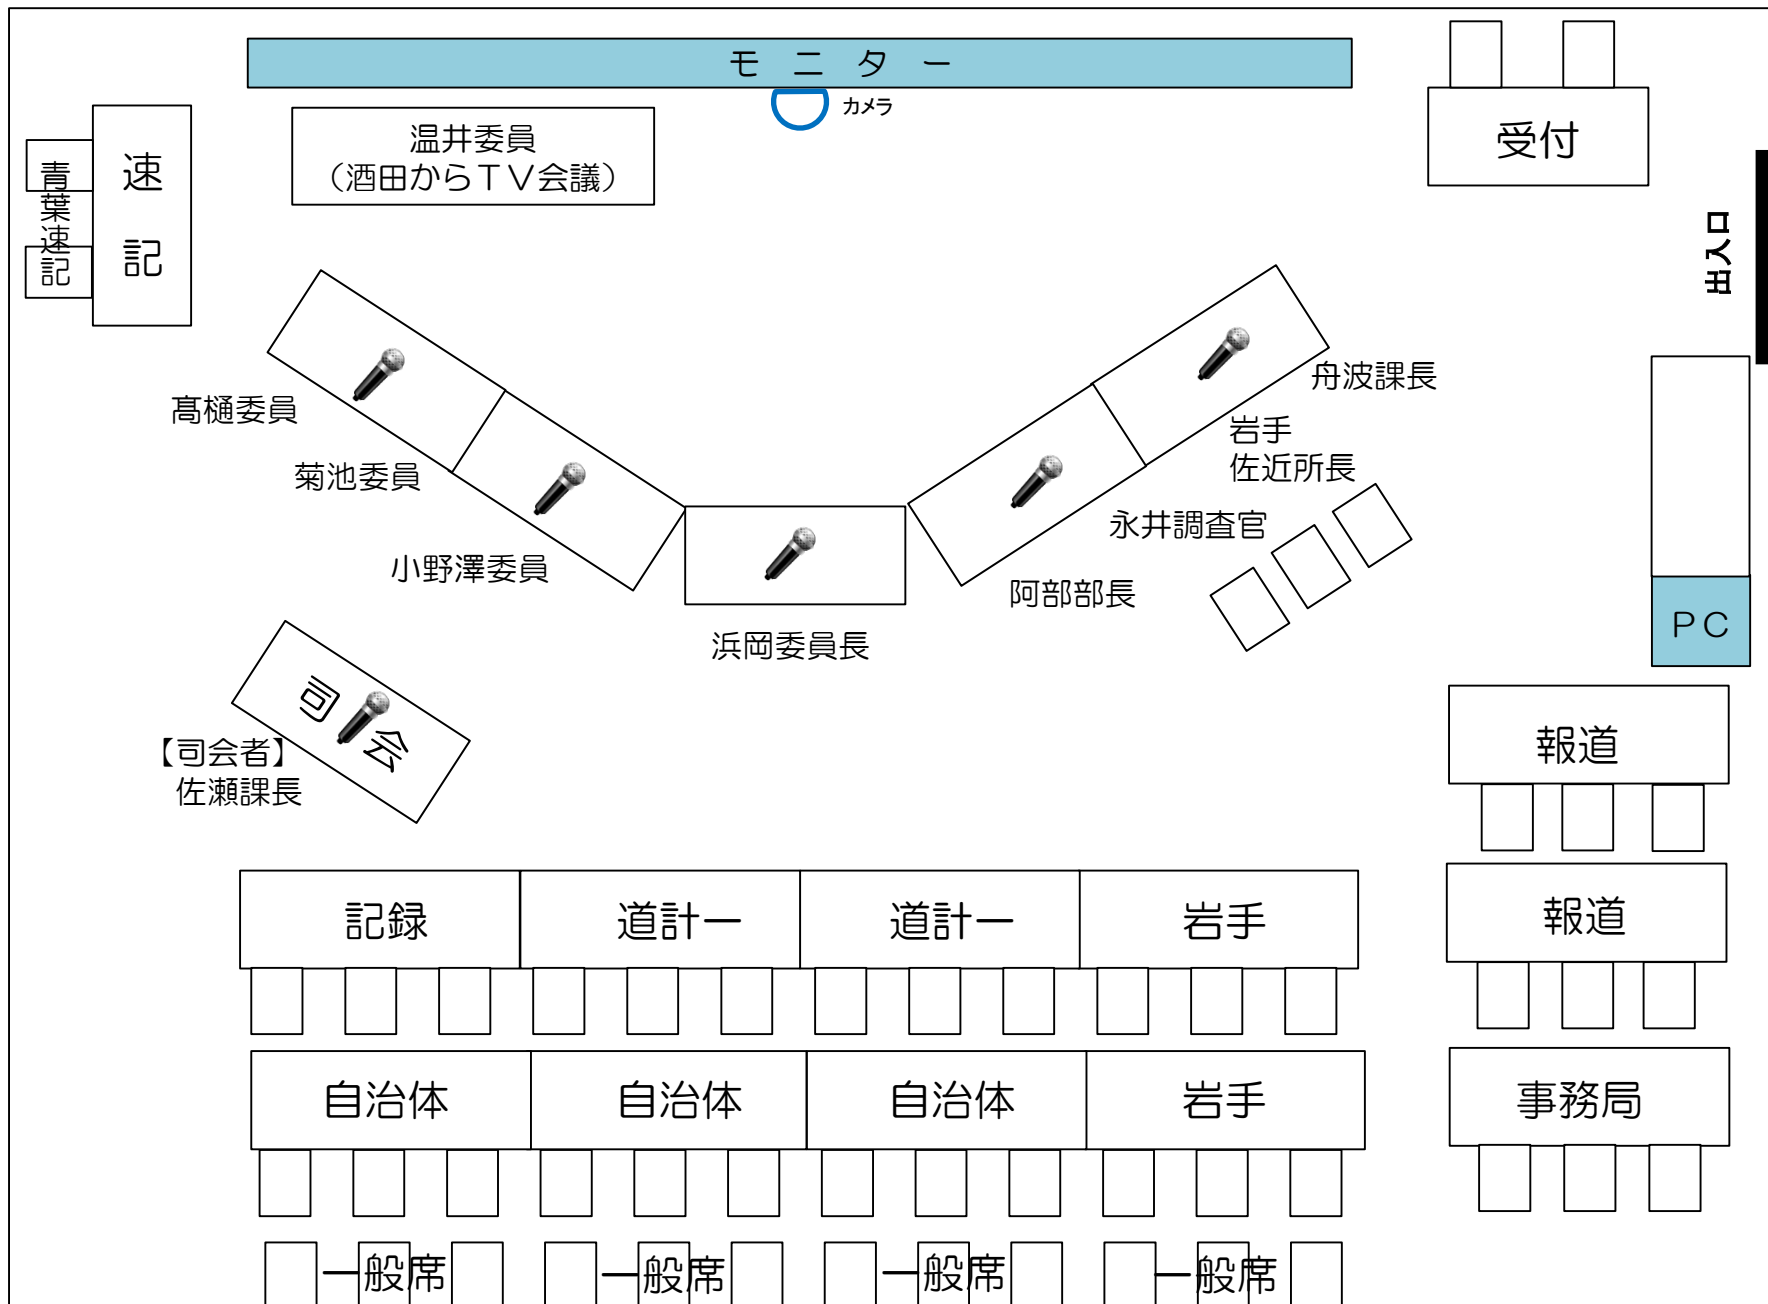 モニター
カメラ
受付
温井委員
（酒田からＴＶ会議）
速記
青葉速記
出入口
髙樋委員
菊池委員
小野澤委員
浜岡委員長
阿部部長
永井調査官
岩手
佐近所長
舟波課長
ＰＣ
司会
【司会者】
佐瀬課長
報道
報道
事務局
記録
道計一
道計一
岩手
自治体
自治体
自治体
岩手
一般席
一般席
一般席
一般席